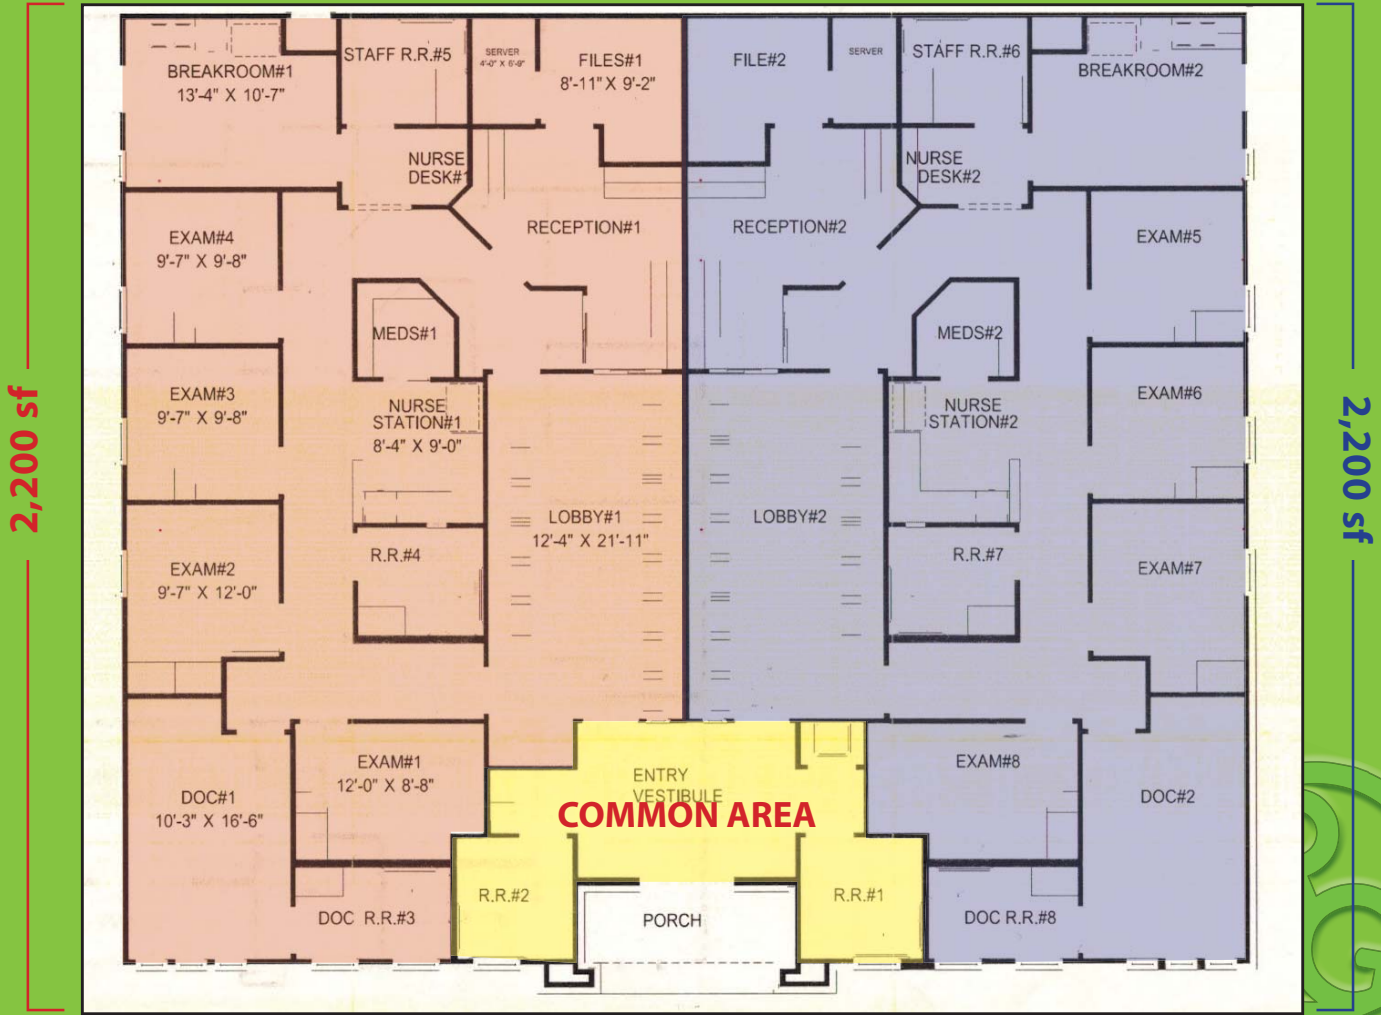 STAFF R.R.#5
SERVER
4'-0" X 6'-9"
FILES#1
8'-11" X 9'-2"
FILE#2
SERVER
STAFF R.R.#6
BREAKROOM#1
13'-4" X 10'-7"
BREAKROOM#2
NURSE
DESK#1
NURSE
DESK#2
EXAM#4
9'-7" X 9'-8"
RECEPTION#1
RECEPTION#2
EXAM#5
MEDS#1
MEDS#2
EXAM#3
9'-7" X 9'-8"
NURSE
STATION#1
8'-4" X 9'-0"
NURSE
STATION#2
EXAM#6
2,200 sf
2,200 sf
LOBBY#1
12'-4" X 21'-11"
LOBBY#2
EXAM#2
9'-7" X 12'-0"
R.R.#4
R.R.#7
EXAM#7
EXAM#1
12'-0" X 8'-8"
ENTRY
VESTIBULE
COMMON AREA
EXAM#8
DOC#1
10'-3" X 16'-6"
DOC#2
DOC R.R.#3
R.R.#2
PORCH
R.R.#1
DOC R.R.#8